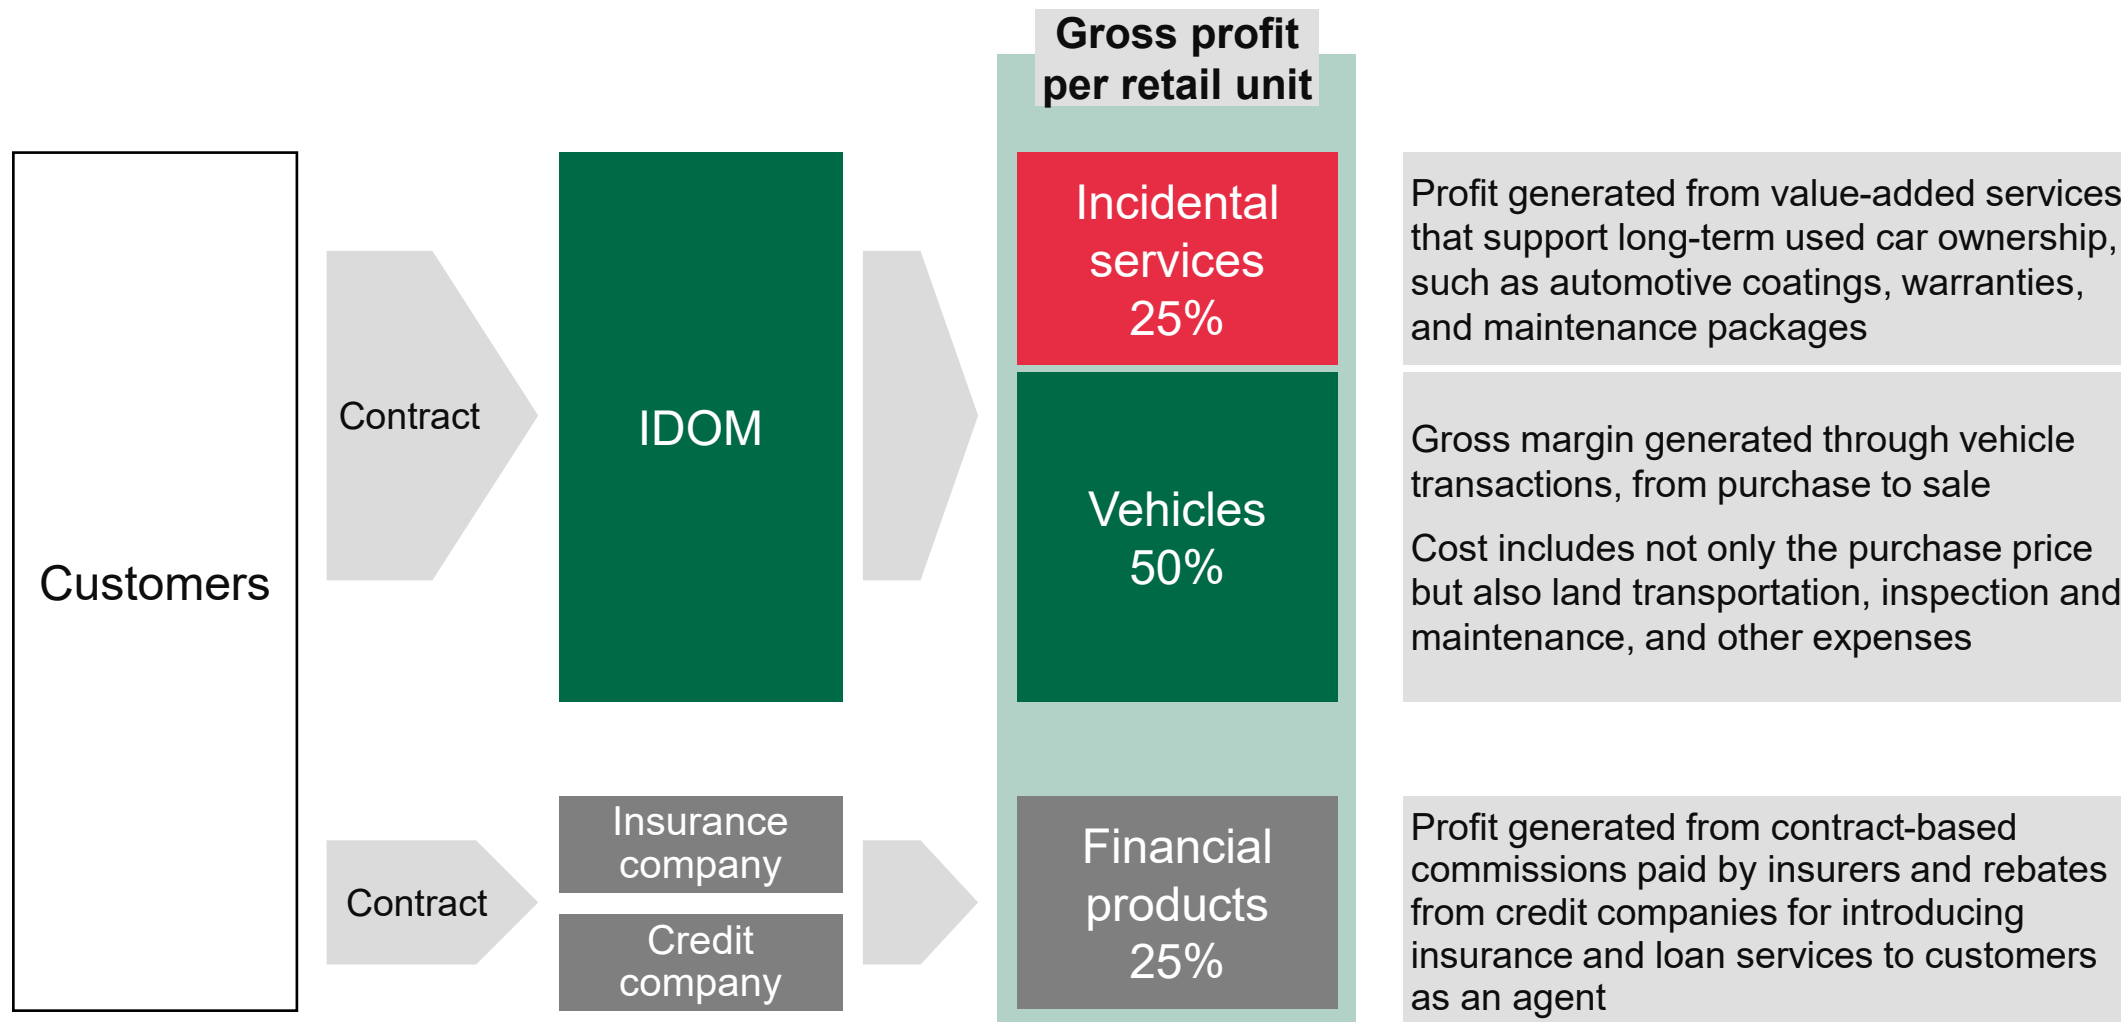 Gross profit
per retail unit
Customers
Contract
IDOM
Incidental
services
25%
Profit generated from value-added services
that support long-term used car ownership,
such as automotive coatings, warranties,
and maintenance packages
Vehicles
50%
Gross margin generated through vehicle
transactions, from purchase to sale
Cost includes not only the purchase price
but also land transportation, inspection and
maintenance, and other expenses
Contract
Insurance
company
Credit
company
Financial
products
25%
Profit generated from contract-based
commissions paid by insurers and rebates
from credit companies for introducing
insurance and loan services to customers
as an agent